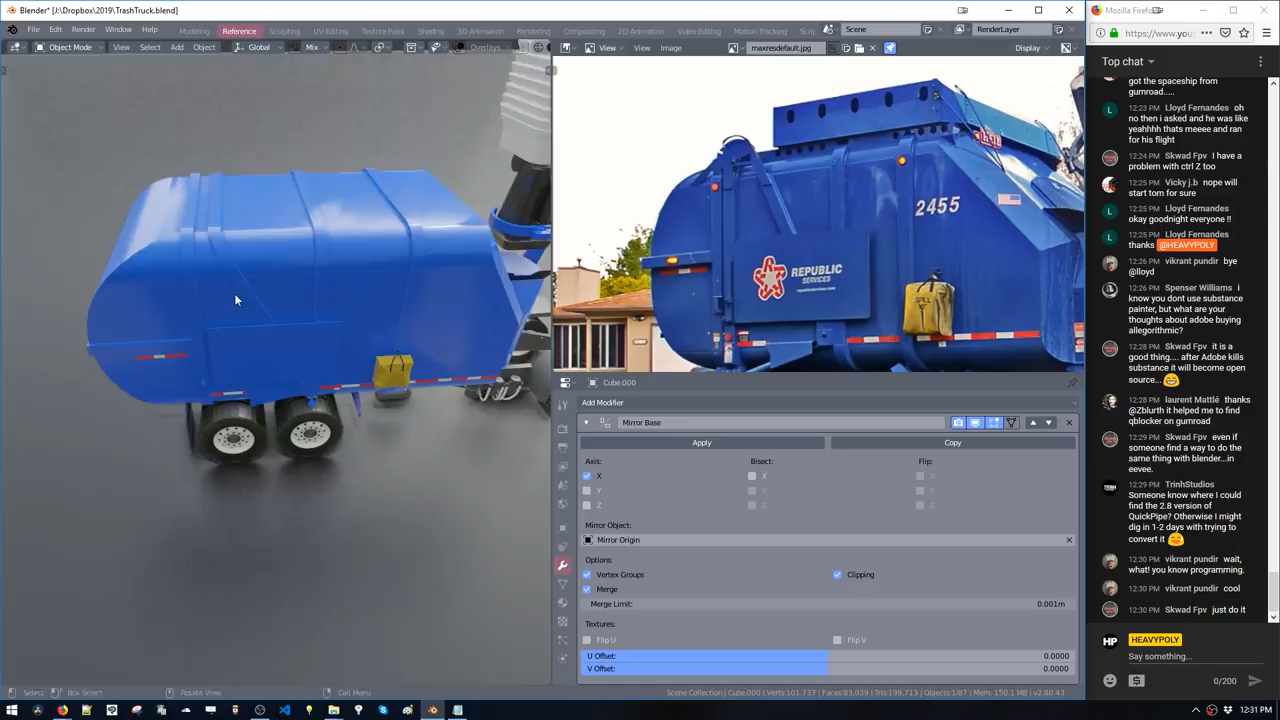 Blender* [J:\Dropbox\2019\TrashTruck.blend]
File Edit Render Window Help
Modeling Reference Sculpting UV Editing Texture Paint Shading 3D Animation Rendering Compositing 2D Animation Motion Tracking Scrip
Scene RenderLayer
Object Mode View Select Add Object Global Mix Overlays
View View Image maxresdefault.jpg Display
2455
REPUBLIC
SERVICES
republicservices.com
SPILL
KIT
Cube.000
Add Modifier
Mirror Base
Apply Copy
Axis: Bisect: Flip:
X X X
Y Y Y
Z Z Z
Mirror Object:
Mirror Origin
Options:
Vertex Groups Clipping
Merge
Merge Limit: 0.001m
Textures:
Flip U Flip V
U Offset: 0.0000
V Offset: 0.0000
Select Box Select Rotate View Call Menu
Scene Collection | Cube.000 | Verts:101,737 | Faces:83,039 | Tris:199,713 | Objects:1/87 | Mem: 150.1 MB | v2.80.43
Mozilla Firefox
https://www.you
Top chat
got the spaceship from
gumroad.....
12:23 PM Lloyd Fernandes oh
no then i asked and he was like
yeahhhh thats meeee and ran
for his flight
12:24 PM Skwad Fpv I have a
problem with ctrl Z too
12:25 PM Vicky j.b nope will
start tom for sure
12:25 PM Lloyd Fernandes
okay goodnight everyone !!
12:25 PM Lloyd Fernandes
thanks @HEAVYPOLY
12:26 PM vikrant pundir bye
@lloyd
12:26 PM Spenser Williams i
know you dont use substance
painter, but what are your
thoughts about adobe buying
allegorithmic?
12:28 PM Skwad Fpv it is a
good thing.... after Adobe kills
substance it will become open
source...
12:28 PM laurent Mattlé thanks
@Zblurth it helped me to find
qblocker on gumroad
12:29 PM Skwad Fpv even if
someone find a way to do the
same thing with blender...in
eevee.
12:29 PM TrinhStudios
Someone know where I could
find the 2.8 version of
QuickPipe? Otherwise I might
dig in 1-2 days with trying to
convert it
12:30 PM vikrant pundir wait,
what! you know programming.
12:30 PM vikrant pundir cool
12:30 PM Skwad Fpv just do it
HP HEAVYPOLY
Say something...
0/200
12:31 PM